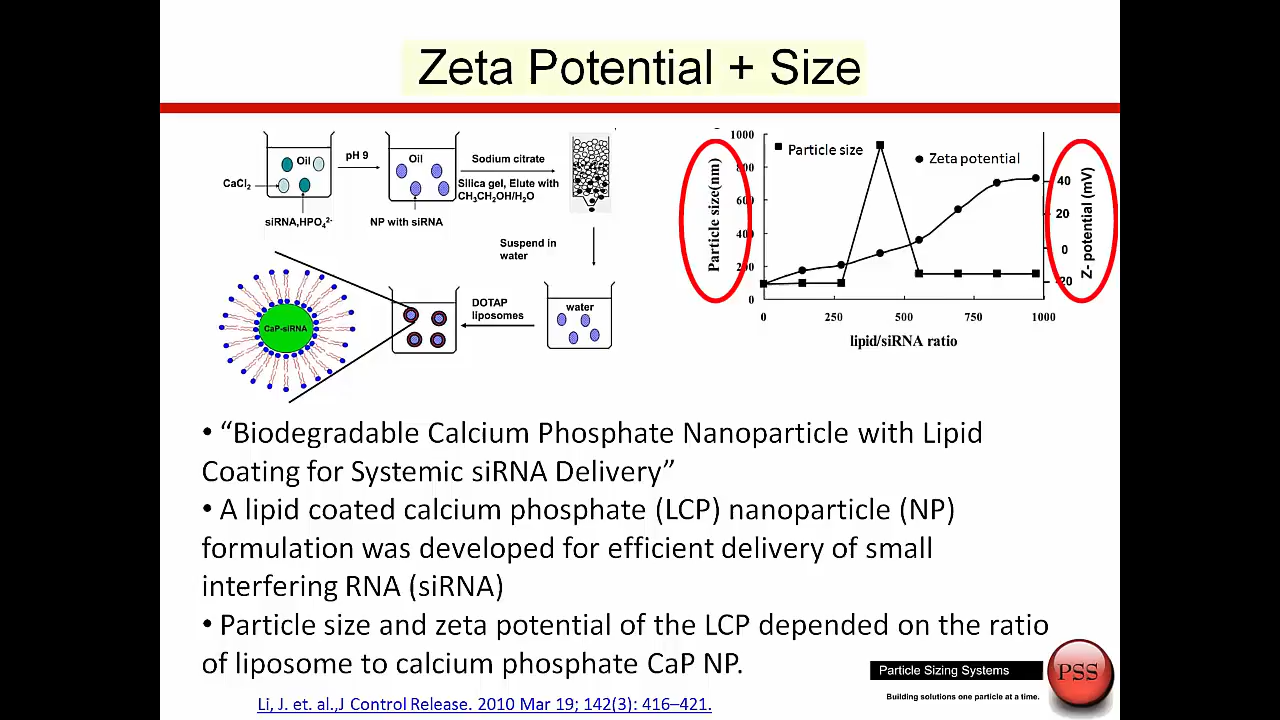 Zeta Potential + Size
Oil
pH 9
Oil
Sodium citrate
CaCl2
Silica gel, Elute with
CH3CH2OH/H2O
siRNA,HPO42-
NP with siRNA
Suspend in
water
DOTAP
liposomes
water
CaP-siRNA
Particle size
Zeta potential
Particle size(nm)
1000
800
600
400
200
0
40
20
0
-20
Z- potential (mV)
0
250
500
750
1000
lipid/siRNA ratio
• “Biodegradable Calcium Phosphate Nanoparticle with Lipid
Coating for Systemic siRNA Delivery”
• A lipid coated calcium phosphate (LCP) nanoparticle (NP)
formulation was developed for efficient delivery of small
interfering RNA (siRNA)
• Particle size and zeta potential of the LCP depended on the ratio
of liposome to calcium phosphate CaP NP.
Particle Sizing Systems
PSS
Building solutions one particle at a time.
Li, J. et. al.,J Control Release. 2010 Mar 19; 142(3): 416–421.